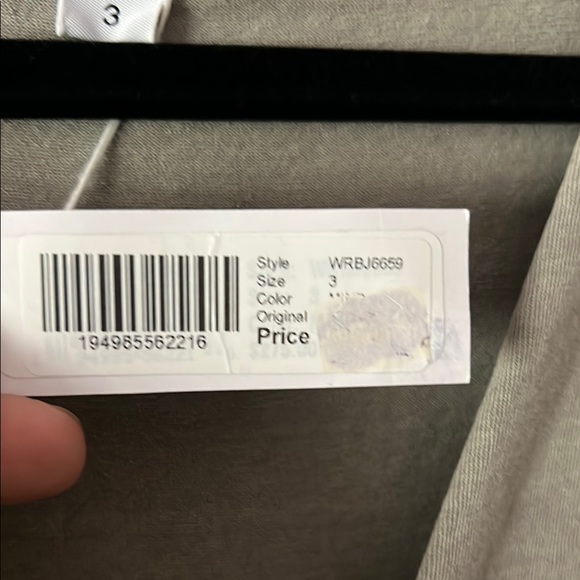 3
Style WRBJ6659
Size 3
Color
Original
Price
194985562216